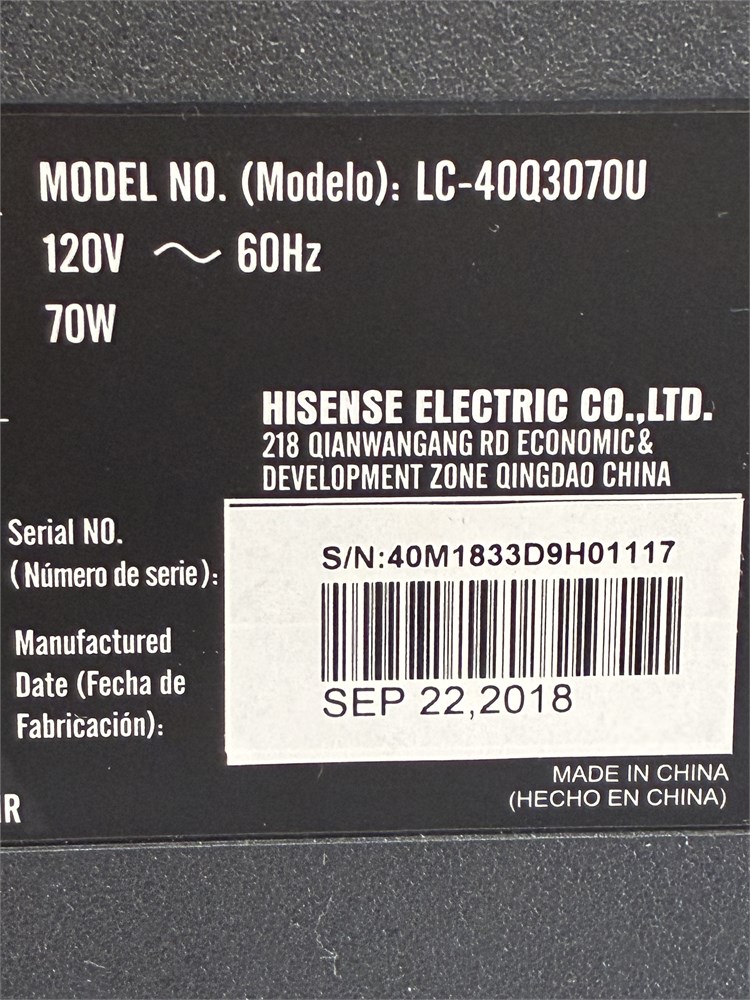 MODEL NO. (Modelo): LC-40Q3070U
120V ～ 60Hz
70W
HISENSE ELECTRIC CO.,LTD.
218 QIANWANGANG RD ECONOMIC&
DEVELOPMENT ZONE QINGDAO CHINA
Serial NO.
(Número de serie):
S/N:40M1833D9H01117
Manufactured
Date (Fecha de
Fabricación):
SEP 22,2018
MADE IN CHINA
(HECHO EN CHINA)